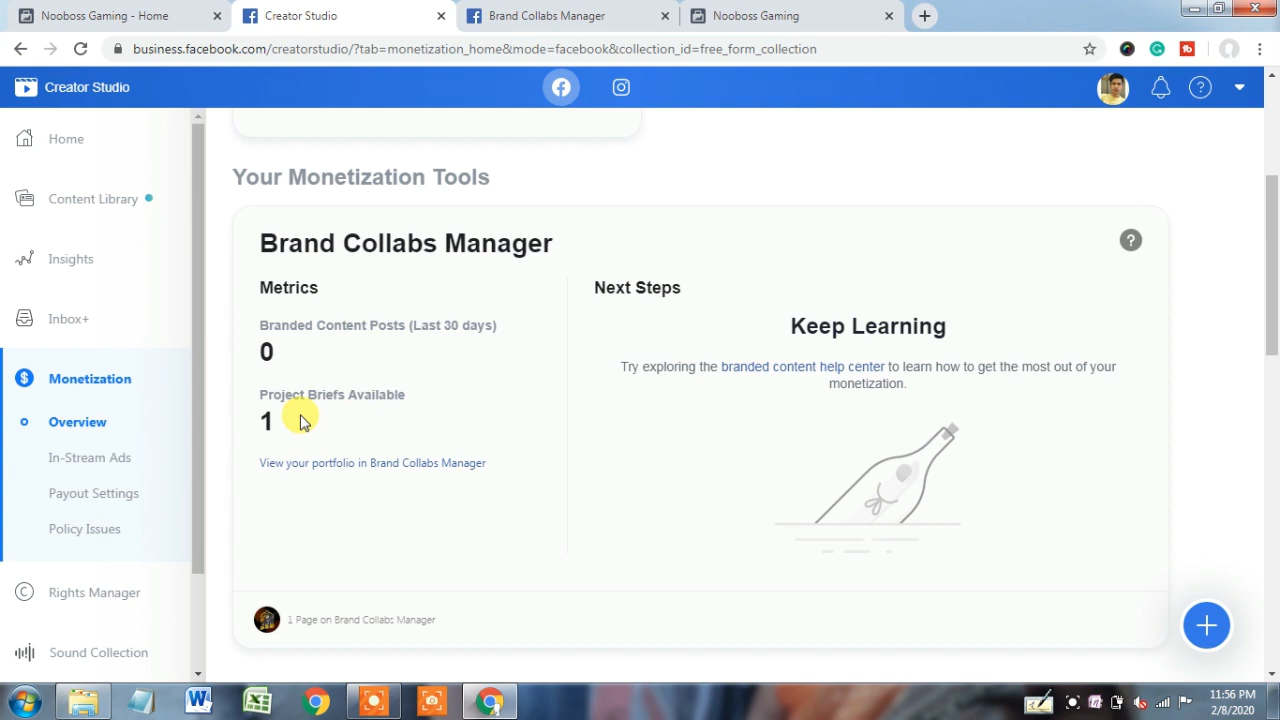 Nooboss Gaming - Home
Creator Studio
Brand Collabs Manager
Nooboss Gaming
business.facebook.com/creatorstudio/?tab=monetization_home&mode=facebook&collection_id=free_form_collection
Creator Studio
Home
Content Library
Insights
Inbox+
Monetization
Overview
In-Stream Ads
Payout Settings
Policy Issues
Rights Manager
Sound Collection
Your Monetization Tools
Brand Collabs Manager
Metrics
Branded Content Posts (Last 30 days)
0
Project Briefs Available
1
View your portfolio in Brand Collabs Manager
Next Steps
Keep Learning
Try exploring the branded content help center to learn how to get the most out of your
monetization.
1 Page on Brand Collabs Manager
11:56 PM
2/8/2020